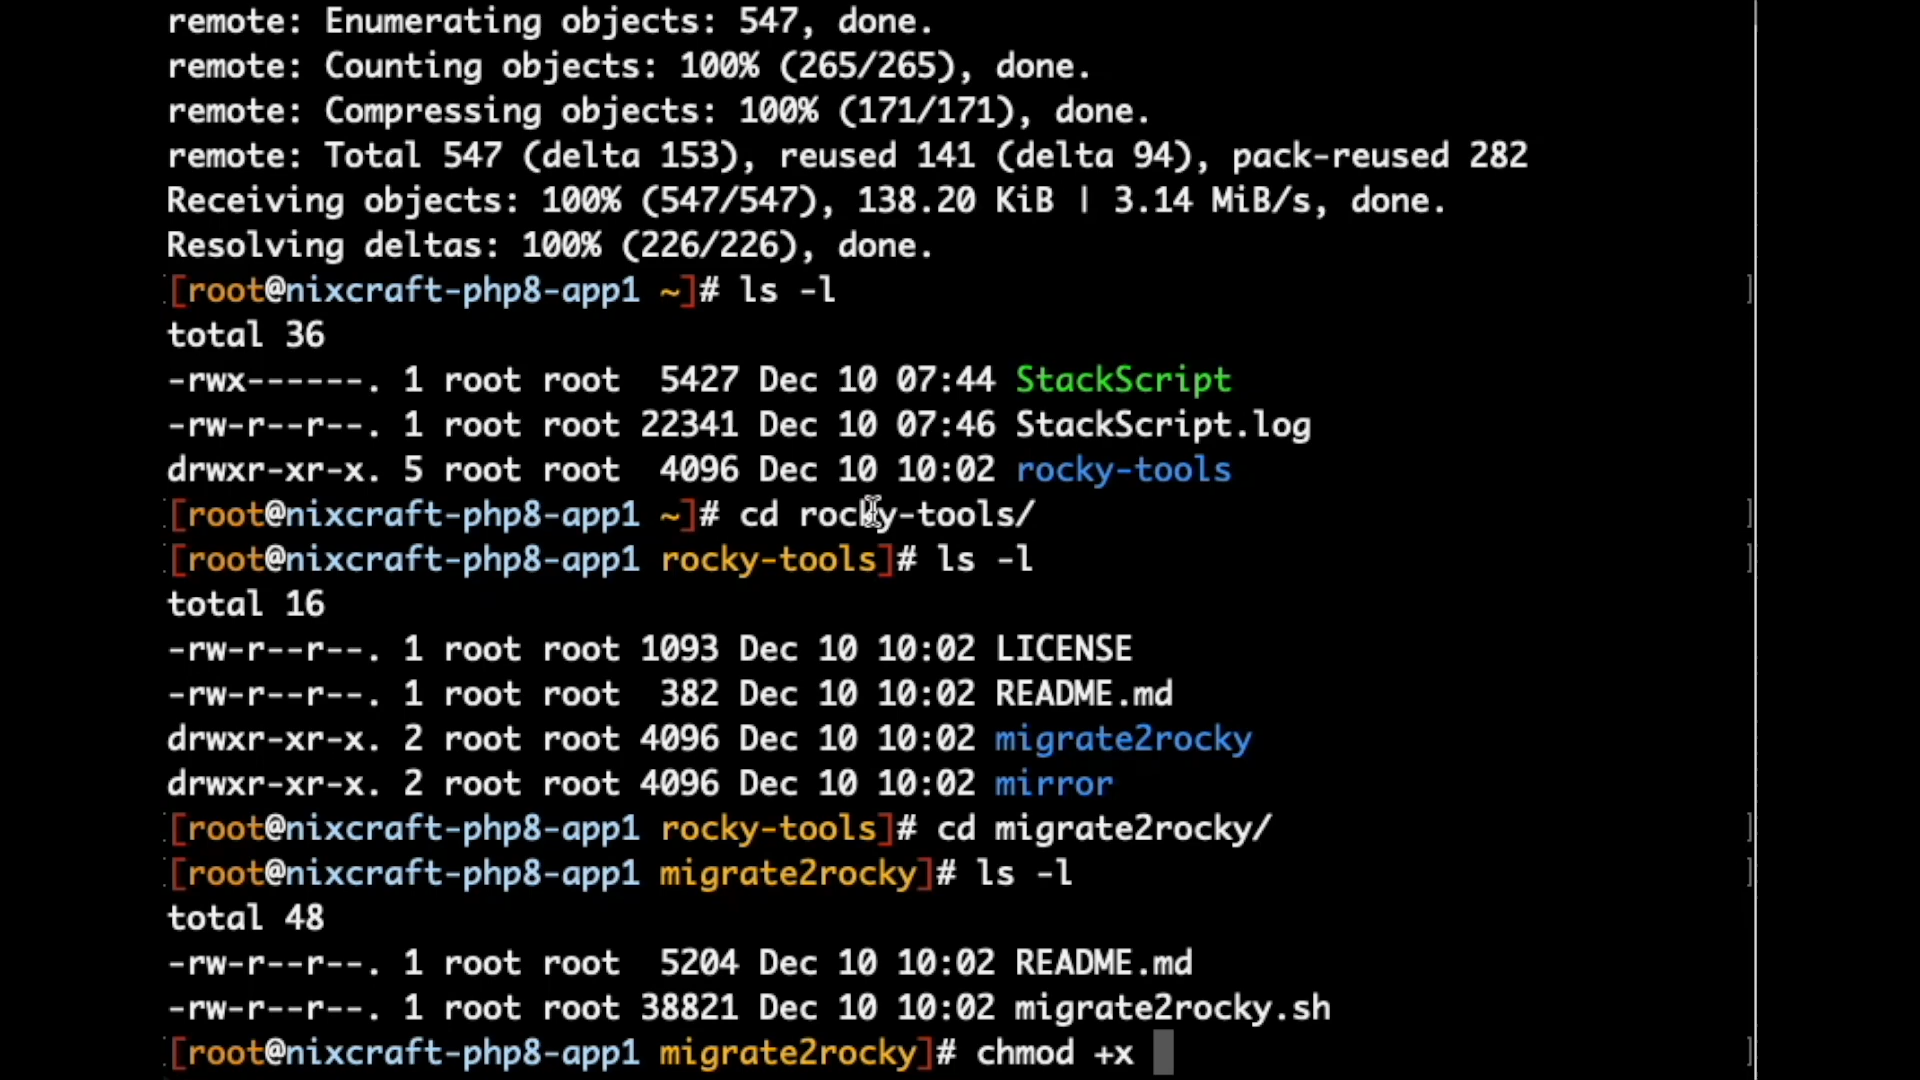 remote: Enumerating objects: 547, done.
remote: Counting objects: 100% (265/265), done.
remote: Compressing objects: 100% (171/171), done.
remote: Total 547 (delta 153), reused 141 (delta 94), pack-reused 282
Receiving objects: 100% (547/547), 138.20 KiB | 3.14 MiB/s, done.
Resolving deltas: 100% (226/226), done.
[root@nixcraft-php8-app1 ~]# ls -l ]
total 36
-rwx------. 1 root root  5427 Dec 10 07:44 StackScript
-rw-r--r--. 1 root root 22341 Dec 10 07:46 StackScript.log
drwxr-xr-x. 5 root root  4096 Dec 10 10:02 rocky-tools
[root@nixcraft-php8-app1 ~]# cd rocky-tools/ ]
[root@nixcraft-php8-app1 rocky-tools]# ls -l ]
total 16
-rw-r--r--. 1 root root 1093 Dec 10 10:02 LICENSE
-rw-r--r--. 1 root root  382 Dec 10 10:02 README.md
drwxr-xr-x. 2 root root 4096 Dec 10 10:02 migrate2rocky
drwxr-xr-x. 2 root root 4096 Dec 10 10:02 mirror
[root@nixcraft-php8-app1 rocky-tools]# cd migrate2rocky/ ]
[root@nixcraft-php8-app1 migrate2rocky]# ls -l ]
total 48
-rw-r--r--. 1 root root  5204 Dec 10 10:02 README.md
-rw-r--r--. 1 root root 38821 Dec 10 10:02 migrate2rocky.sh
[root@nixcraft-php8-app1 migrate2rocky]# chmod +x ]